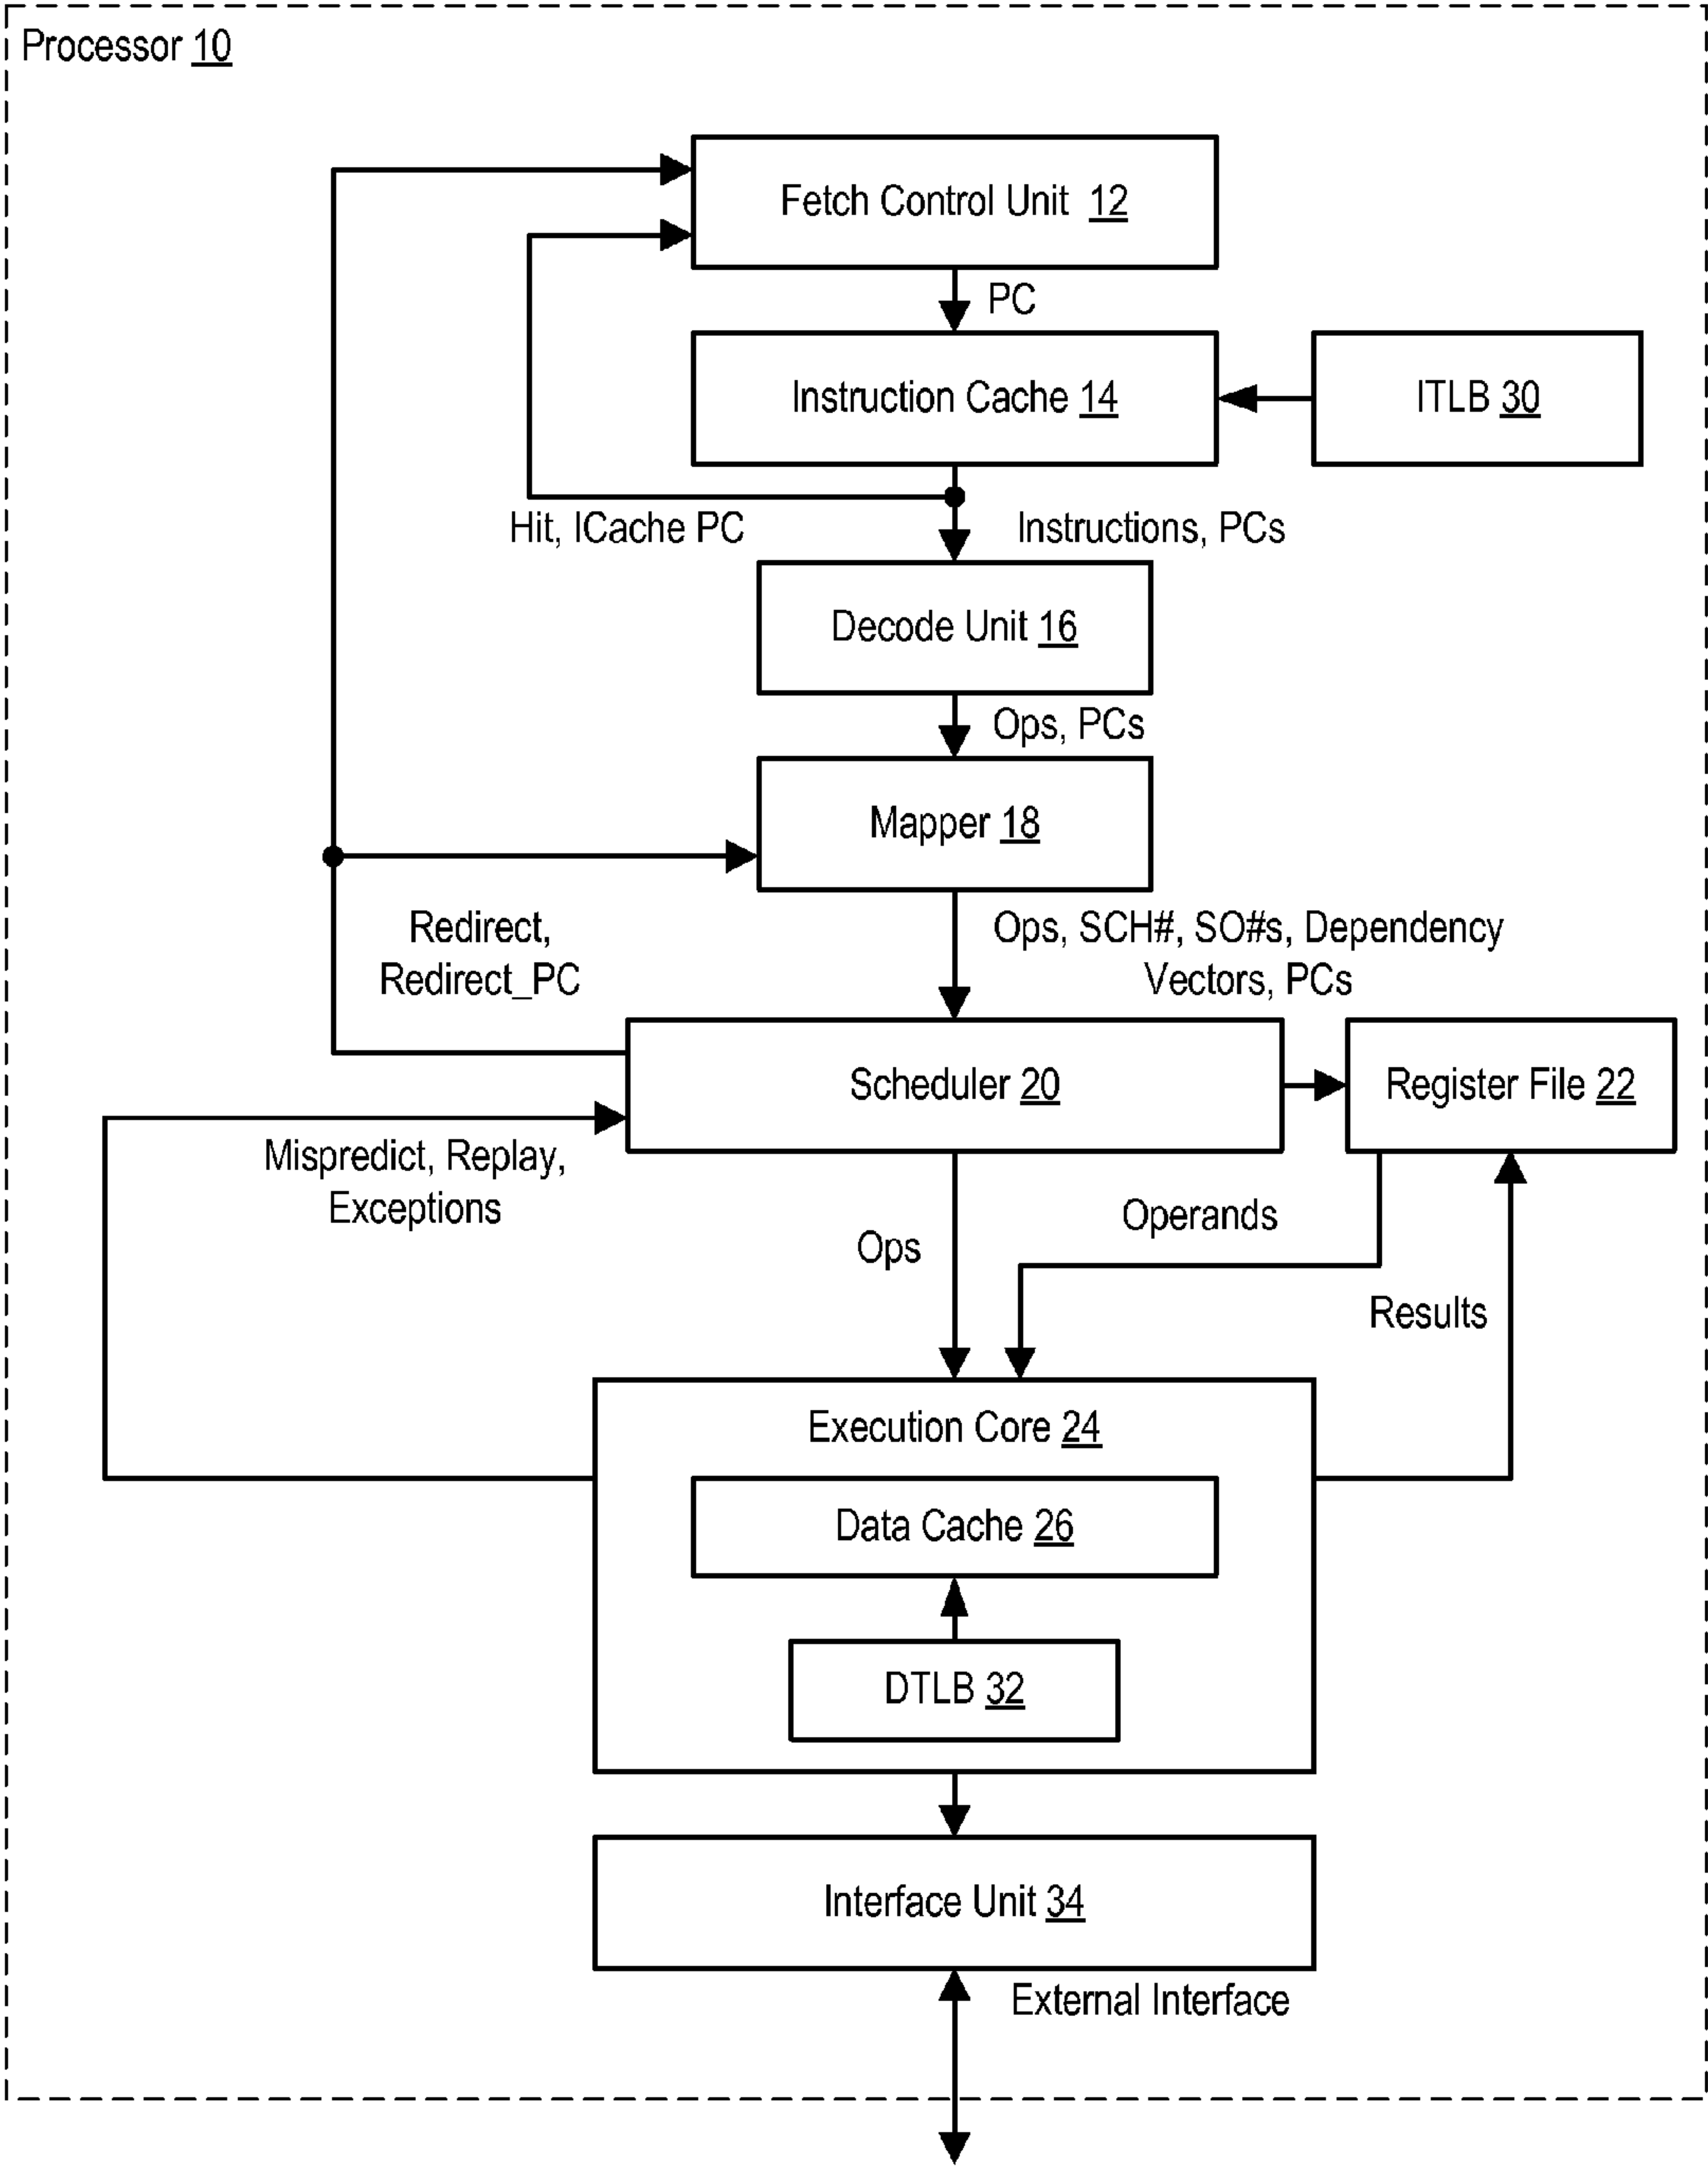 Processor 10
Fetch Control Unit 12
PC
Instruction Cache 14
ITLB 30
Hit, ICache PC
Instructions, PCs
Decode Unit 16
Ops, PCs
Mapper 18
Redirect,
Redirect_PC
Ops, SCH#, SO#s, Dependency
Vectors, PCs
Scheduler 20
Register File 22
Mispredict, Replay,
Exceptions
Ops
Operands
Results
Execution Core 24
Data Cache 26
DTLB 32
Interface Unit 34
External Interface